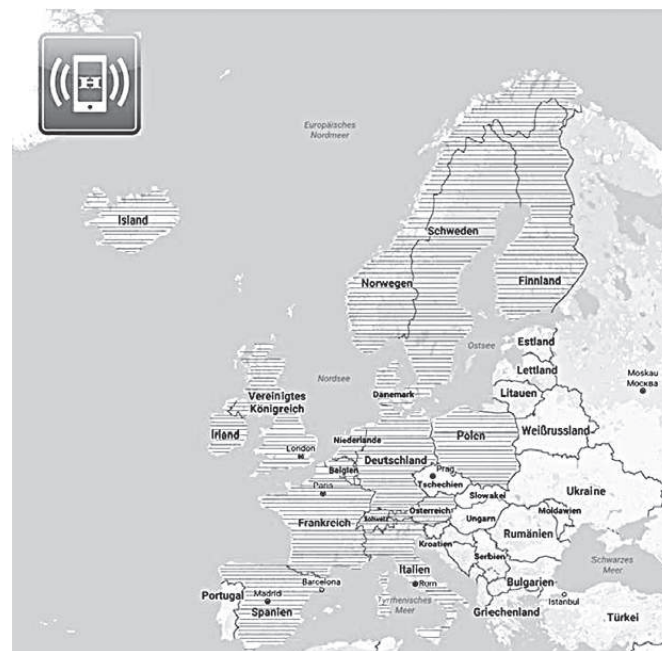 H
Europäisches
Nordmeer
Island
Schweden
Norwegen
Finnland
Ostsee
Estland
Lettland
Litauen
Moskau
Москва
Nordsee
Dänemark
Vereinigtes
Königreich
Irland
London
Niederlande
Belgien
Deutschland
Polen
Weißrussland
Prag
Tschechien
Paris
Slowakei
Ukraine
Österreich
Schweiz
Ungarn
Moldawien
Frankreich
Rumänien
Kroatien
Serbien
Italien
Rom
Bulgarien
Schwarzes
Meer
Portugal
Madrid
Barcelona
Spanien
Tyrrhenisches
Meer
Griechenland
Istanbul
Türkei